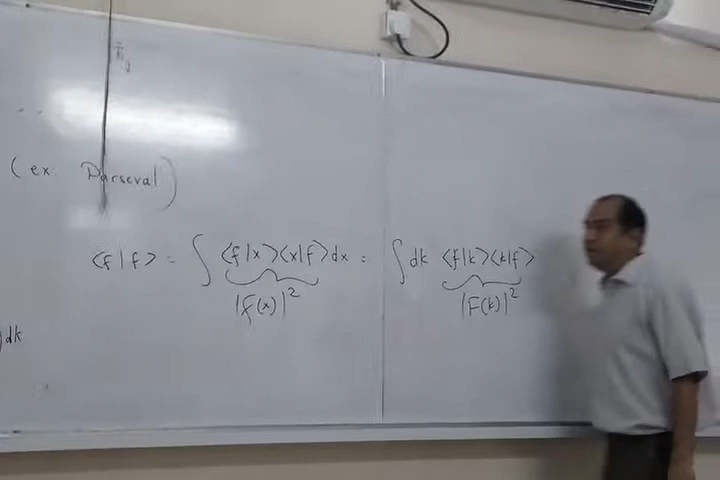 (ex. Parseval)
<f|f> = ∫ <f|x><x|f>dx = ∫ dk <f|k><k|f>
|f(x)|² |F(k)|²
)dk